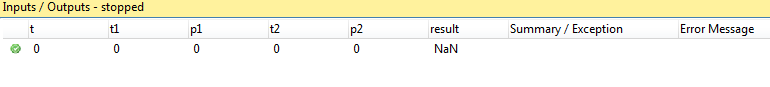 Inputs / Outputs - stopped
t t1 p1 t2 p2 result Summary / Exception Error Message
0 0 0 0 0 NaN